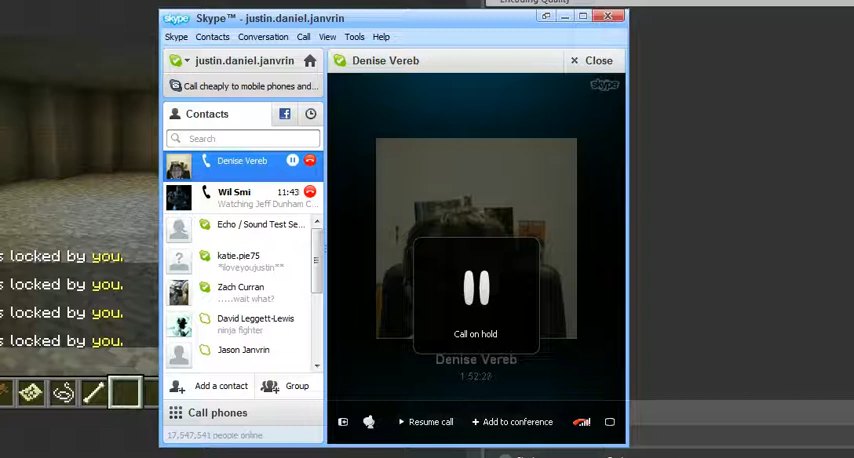 Encoding Quality
Skype™ - justin.daniel.janvrin
Skype Contacts Conversation Call View Tools Help
justin.daniel.janvrin
Call cheaply to mobile phones and...
Contacts
Search
Denise Vereb
Wil Smi 11:43
Watching Jeff Dunham C...
Echo / Sound Test Se...
katie.pie75
*iloveyoujustin**
Zach Curran
.....wait what?
David Leggett-Lewis
ninja fighter
Jason Janvrin
Add a contact Group
Call phones
17,547,541 people online
Denise Vereb
Close
skype
Call on hold
Denise Vereb
1:52:28
Resume call + Add to conference
s locked by you.
s locked by you.
s locked by you.
s locked by you.